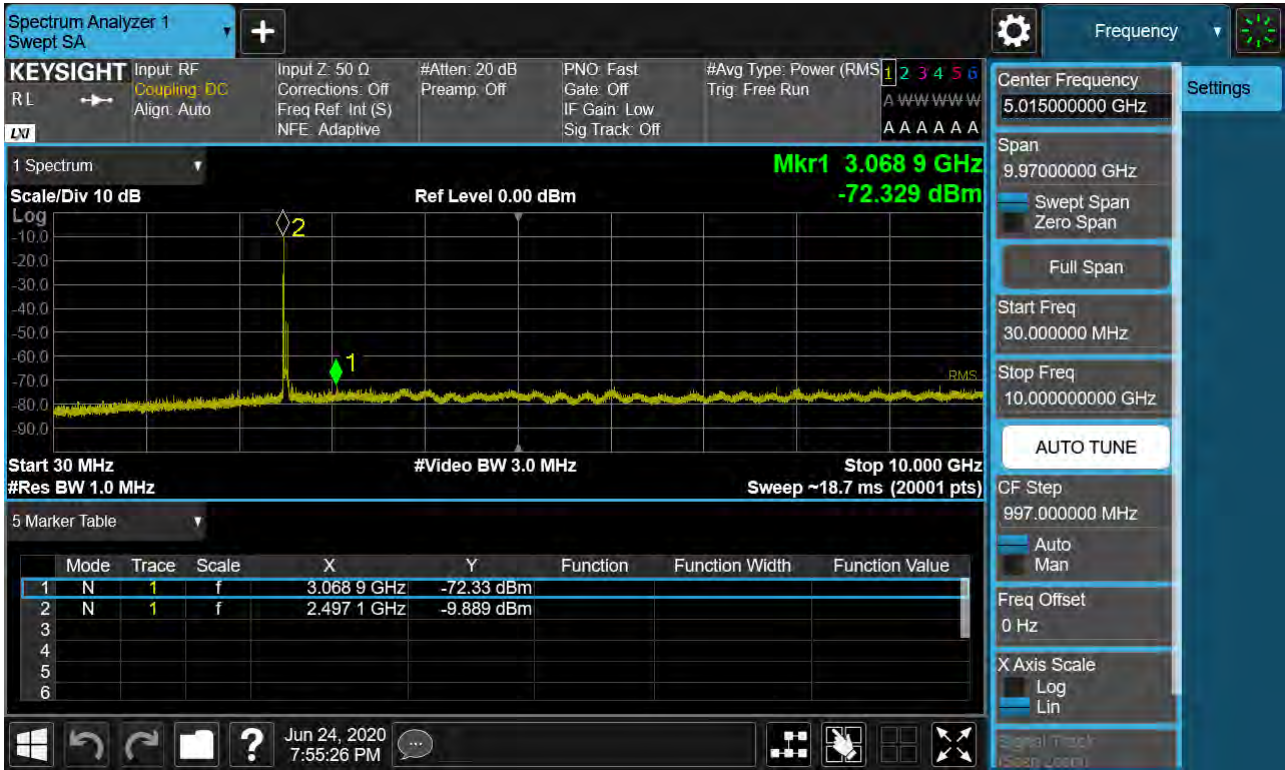 Spectrum Analyzer 1
Swept SA
Frequency
KEYSIGHT
RL
LXI
Input: RF
Coupling: DC
Align: Auto
Input Z: 50 Ω
Corrections: Off
Freq Ref: Int (S)
NFE: Adaptive
#Atten: 20 dB
Preamp: Off
PNO: Fast
Gate: Off
IF Gain: Low
Sig Track: Off
#Avg Type: Power (RMS
Trig: Free Run
1 2 3 4 5 6
A W W W W W
A A A A A A
Settings
Center Frequency
5.015000000 GHz
Span
9.97000000 GHz
Swept Span
Zero Span
Full Span
Start Freq
30.000000 MHz
Stop Freq
10.000000000 GHz
AUTO TUNE
CF Step
997.000000 MHz
Auto
Man
Freq Offset
0 Hz
X Axis Scale
Log
Lin
Signal Track
(Span Zoom)
1 Spectrum
Mkr1 3.068 9 GHz
-72.329 dBm
Scale/Div 10 dB
Ref Level 0.00 dBm
Log
-10.0
-20.0
-30.0
-40.0
-50.0
-60.0
-70.0
-80.0
-90.0
2
1
RMS
Start 30 MHz
#Video BW 3.0 MHz
Stop 10.000 GHz
#Res BW 1.0 MHz
Sweep ~18.7 ms (20001 pts)
5 Marker Table
Mode Trace Scale X Y Function Function Width Function Value
1 N 1 f 3.068 9 GHz -72.33 dBm
2 N 1 f 2.497 1 GHz -9.889 dBm
3
4
5
6
?
Jun 24, 2020
7:55:26 PM